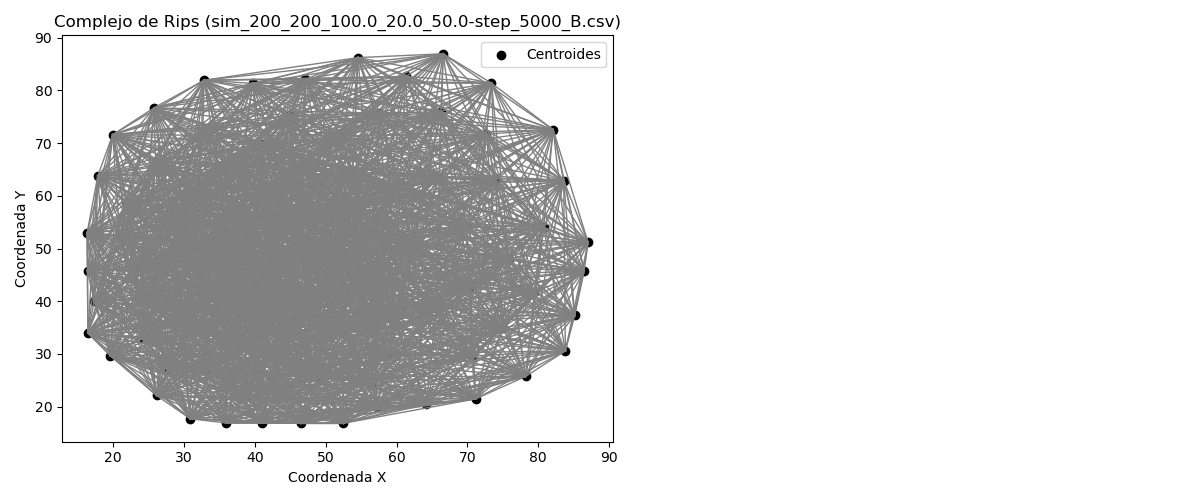 Complejo de Rips (sim_200_200_100.0_20.0_50.0-step_5000_B.csv)
Centroides
90
80
70
60
50
40
30
20
Coordenada Y
20 30 40 50 60 70 80 90
Coordenada X